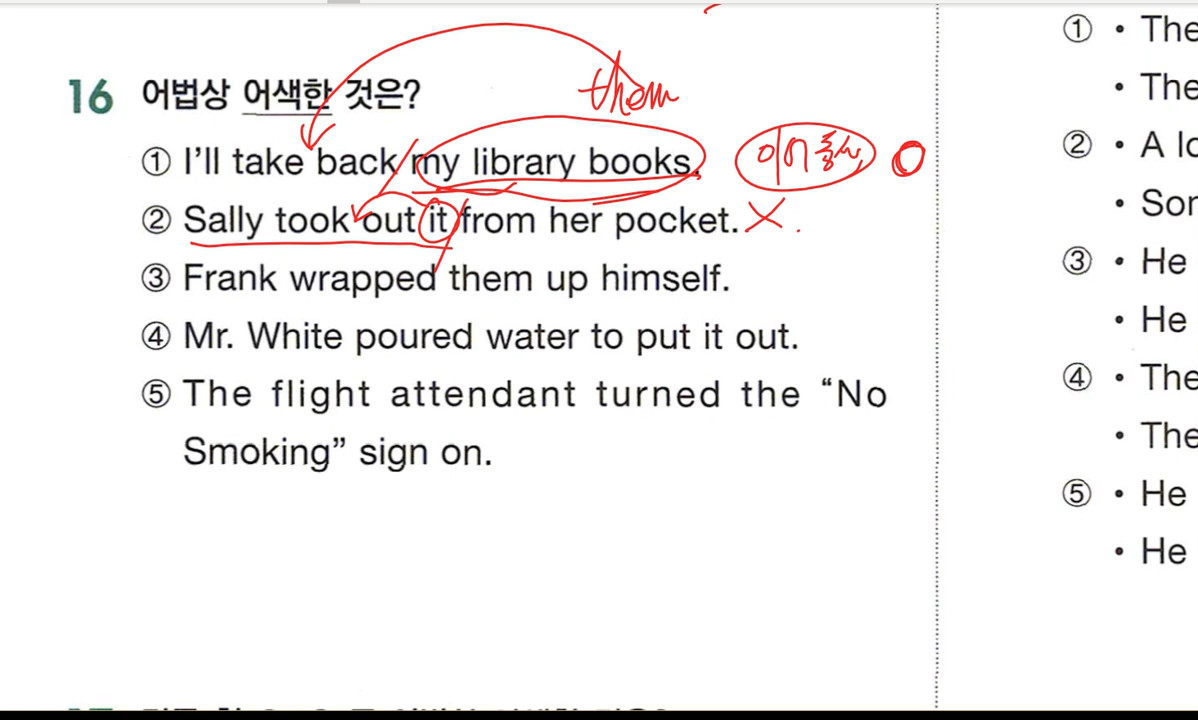 them
16 어법상 어색한 것은?
① I'll take back my library books. 이어동사
② Sally took out it from her pocket.
③ Frank wrapped them up himself.
④ Mr. White poured water to put it out.
⑤ The flight attendant turned the “No
Smoking” sign on.
① • The
• The
② • A
③ • He
• He
④ • The
• The
⑤ • He
• He